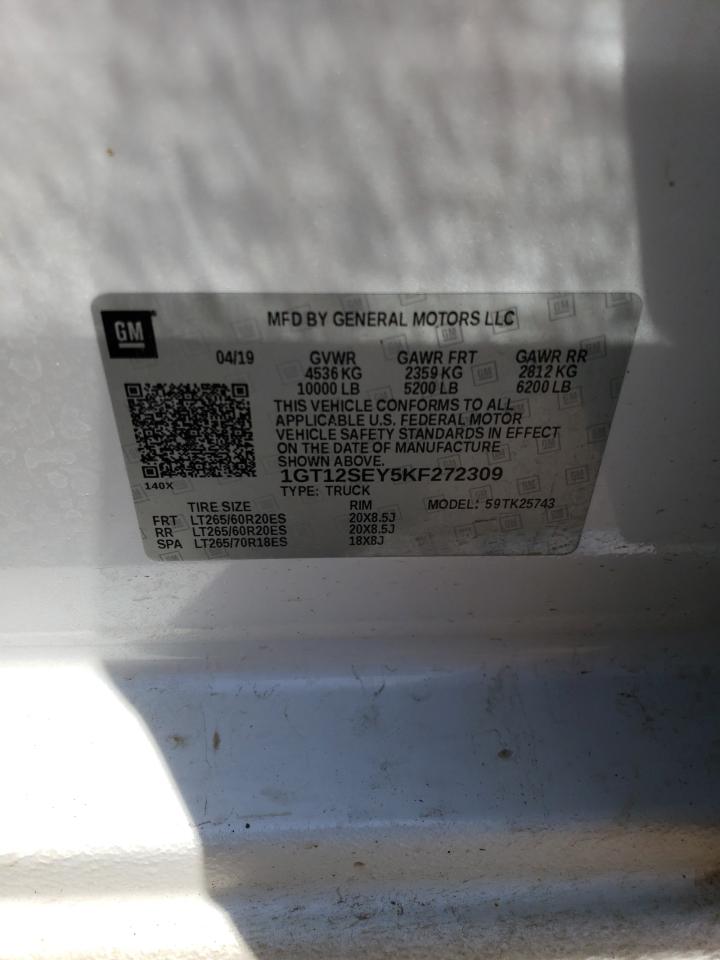 GM
MFD BY GENERAL MOTORS LLC
04/19 GVWR GAWR FRT GAWR RR
4536 KG 2359 KG 2812 KG
10000 LB 5200 LB 6200 LB
THIS VEHICLE CONFORMS TO ALL
APPLICABLE U.S. FEDERAL MOTOR
VEHICLE SAFETY STANDARDS IN EFFECT
ON THE DATE OF MANUFACTURE
SHOWN ABOVE.
1GT12SEY5KF272309
140X
TYPE: TRUCK
TIRE SIZE RIM MODEL: 59TK25743
FRT LT265/60R20ES 20X8.5J
RR LT265/60R20ES 20X8.5J
SPA LT265/70R18ES 18X8J